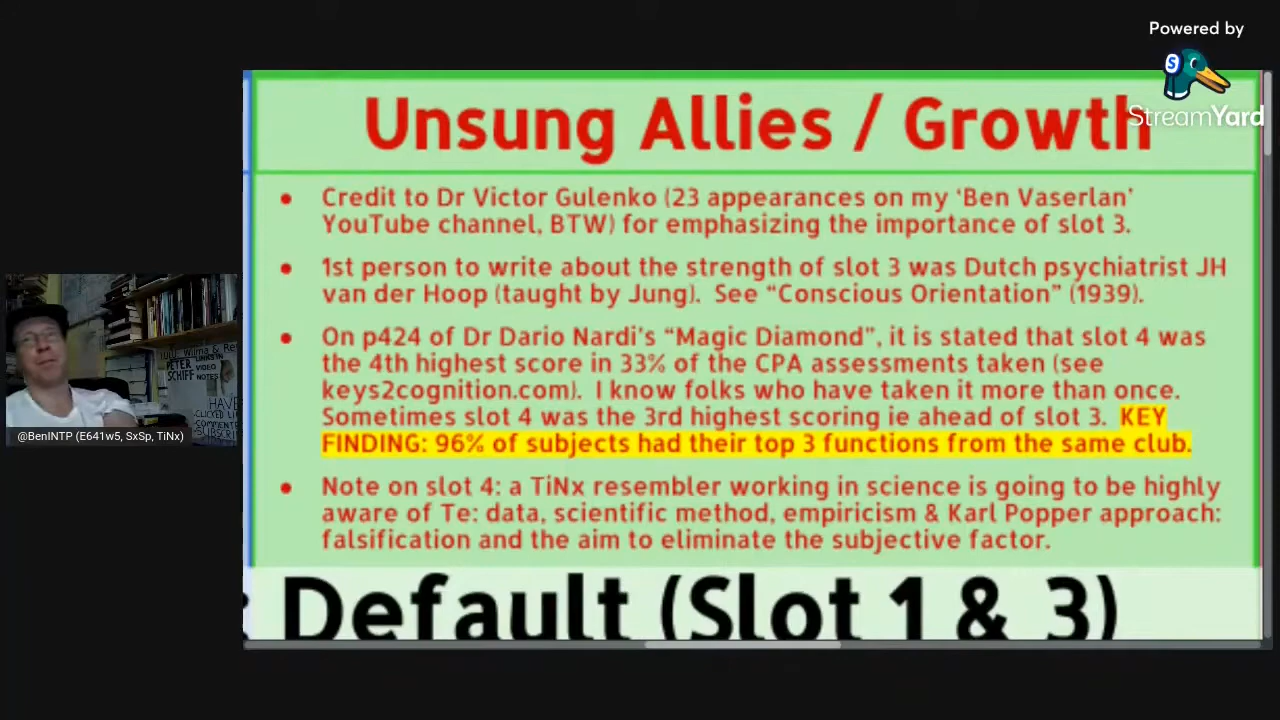 Powered by
S
StreamYard
Unsung Allies / Growth
• Credit to Dr Victor Gulenko (23 appearances on my ‘Ben Vaserlan’
YouTube channel, BTW) for emphasizing the importance of slot 3.
• 1st person to write about the strength of slot 3 was Dutch psychiatrist JH
van der Hoop (taught by Jung). See “Conscious Orientation” (1939).
• On p424 of Dr Dario Nardi’s “Magic Diamond”, it is stated that slot 4 was
the 4th highest score in 33% of the CPA assessments taken (see
keys2cognition.com). I know folks who have taken it more than once.
Sometimes slot 4 was the 3rd highest scoring ie ahead of slot 3. KEY
FINDING: 96% of subjects had their top 3 functions from the same club.
• Note on slot 4: a TiNx resembler working in science is going to be highly
aware of Te: data, scientific method, empiricism & Karl Popper approach:
falsification and the aim to eliminate the subjective factor.
: Default (Slot 1 & 3)
PETER
SCHIFF
VIDEO
NOTES
HAVE
@BenINTP (E641w5, SxSp, TiNx)